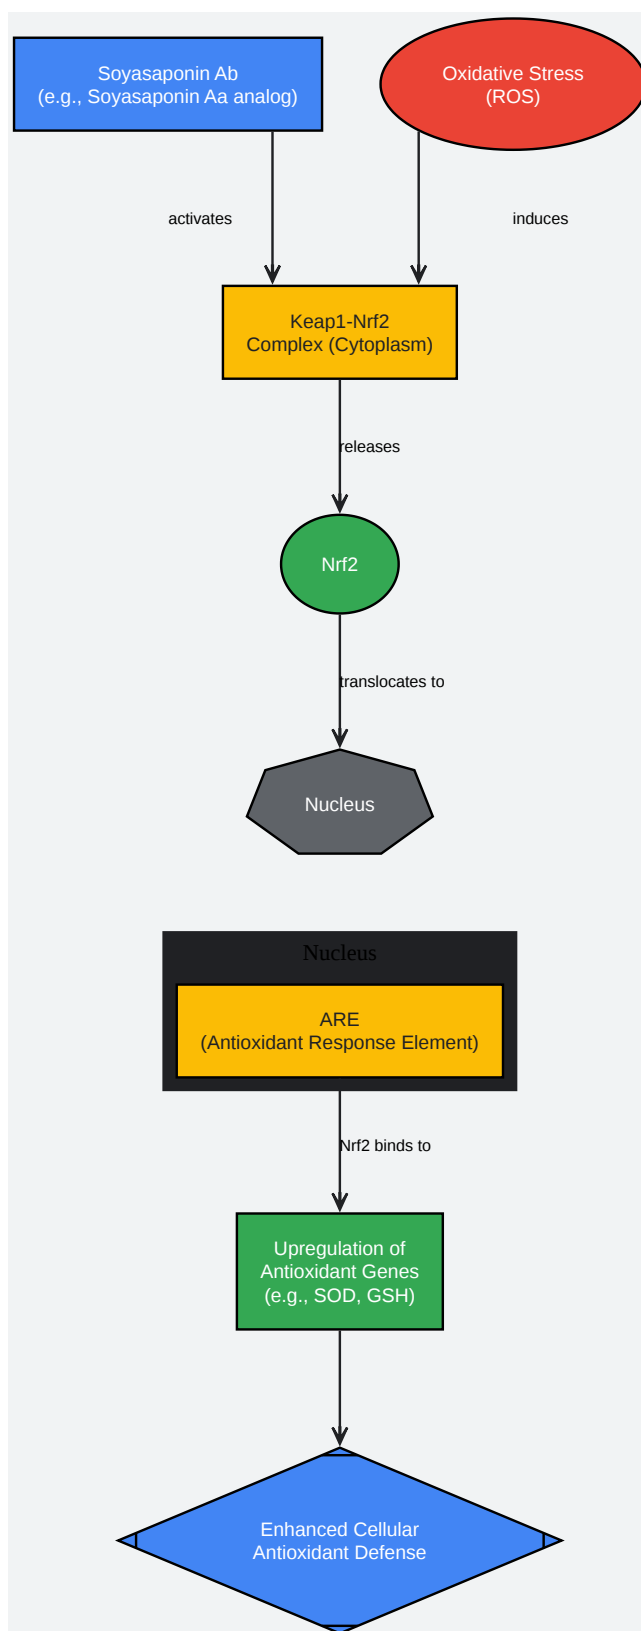 Soyasaponin Ab
(e.g., Soyasaponin Aa analog)
Oxidative Stress
(ROS)
activates
induces
Keap1-Nrf2
Complex (Cytoplasm)
releases
Nrf2
translocates to
Nucleus
Nucleus
ARE
(Antioxidant Response Element)
Nrf2 binds to
Upregulation of
Antioxidant Genes
(e.g., SOD, GSH)
Enhanced Cellular
Antioxidant Defense